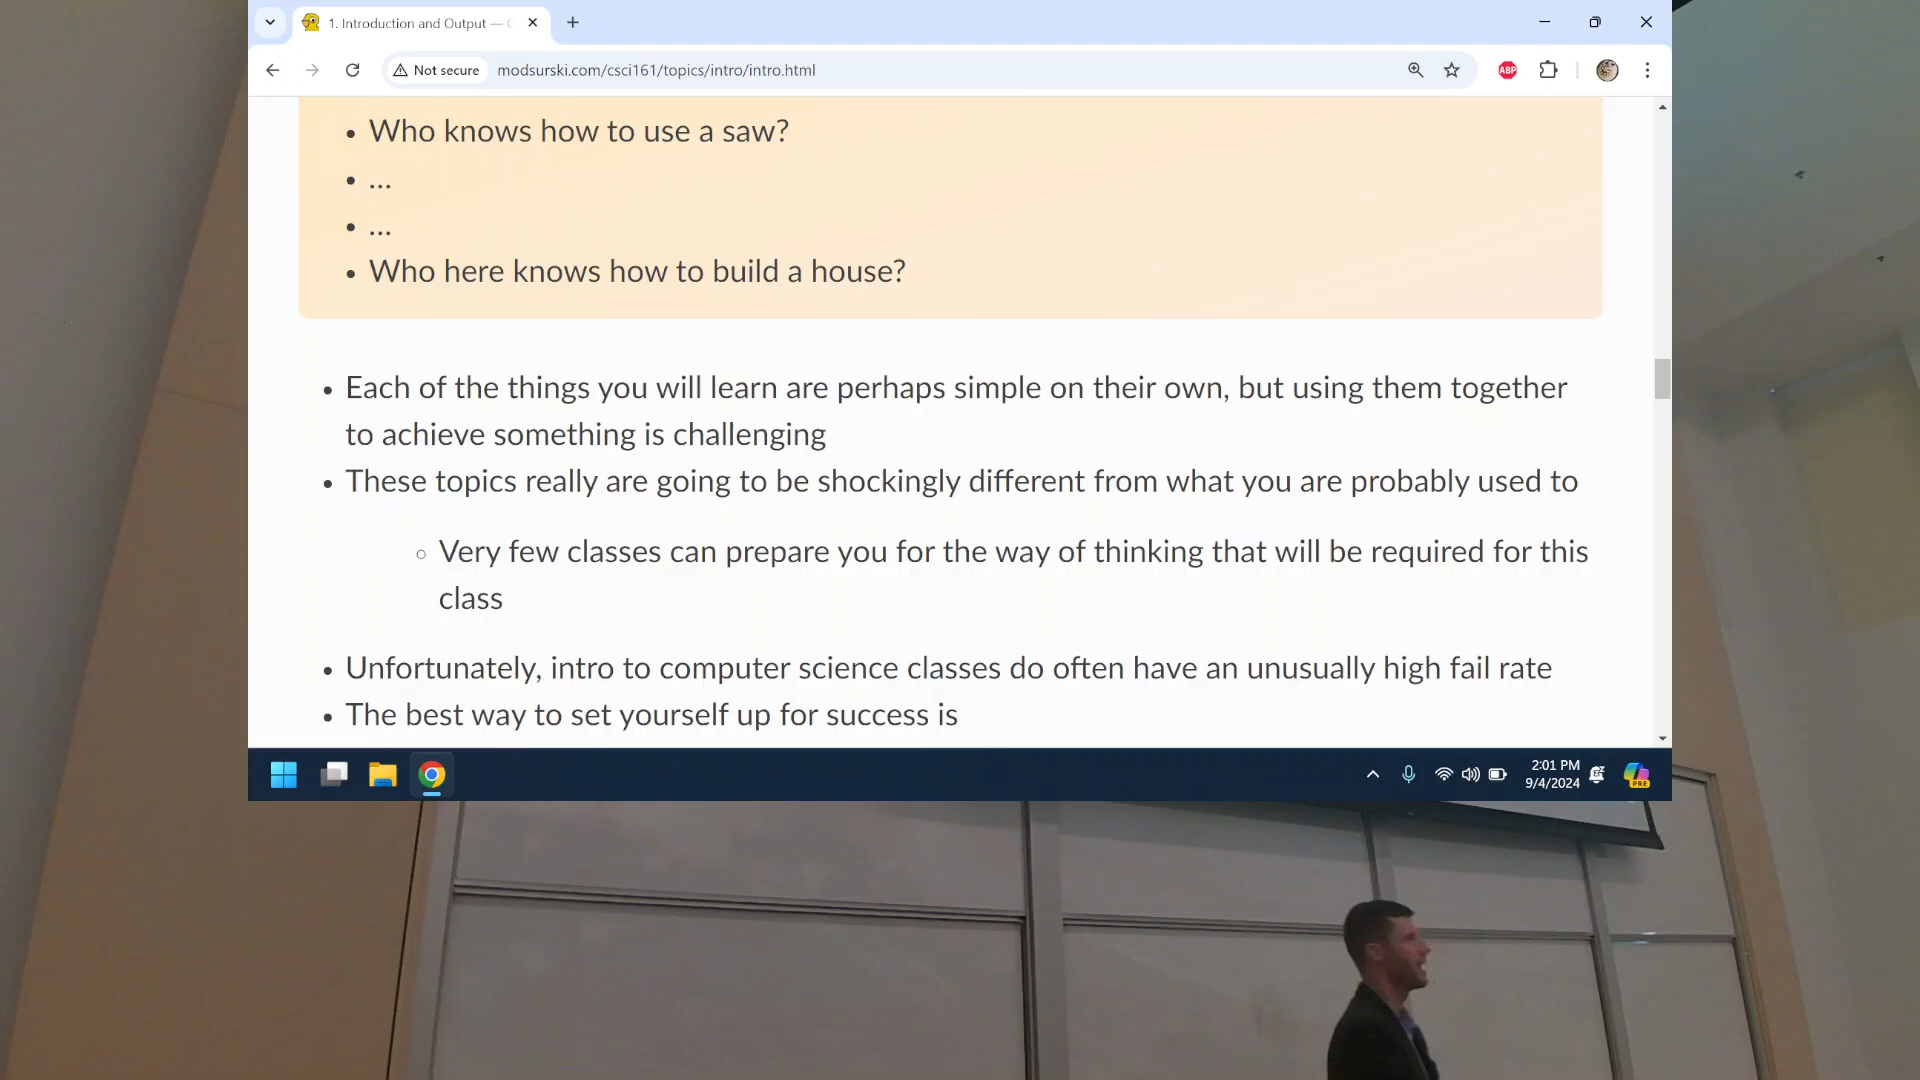 1. Introduction and Output —
Not secure
modsurski.com/csci161/topics/intro/intro.html
ABP
• Who knows how to use a saw?
• ...
• ...
• Who here knows how to build a house?
• Each of the things you will learn are perhaps simple on their own, but using them together
to achieve something is challenging
• These topics really are going to be shockingly different from what you are probably used to
◦ Very few classes can prepare you for the way of thinking that will be required for this
class
• Unfortunately, intro to computer science classes do often have an unusually high fail rate
• The best way to set yourself up for success is
2:01 PM
9/4/2024
PRE